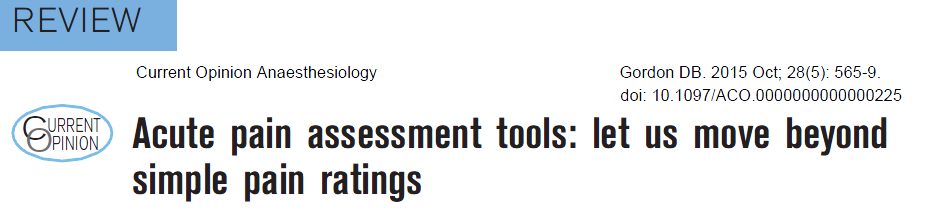 REVIEW
Current Opinion Anaesthesiology
Gordon DB. 2015 Oct; 28(5): 565-9.
doi: 10.1097/ACO.0000000000000225
CURRENT
OPINION
Acute pain assessment tools: let us move beyond
simple pain ratings